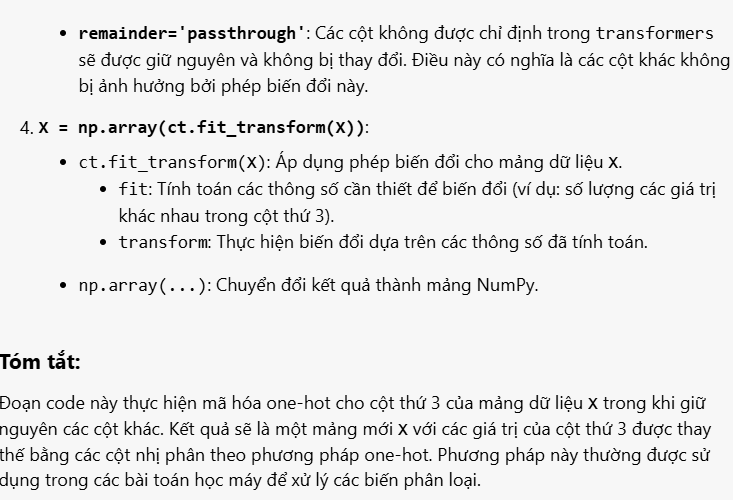 • remainder='passthrough': Các cột không được chỉ định trong transformers
sẽ được giữ nguyên và không bị thay đổi. Điều này có nghĩa là các cột khác không
bị ảnh hưởng bởi phép biến đổi này.
4. X = np.array(ct.fit_transform(X)):
• ct.fit_transform(X): Áp dụng phép biến đổi cho mảng dữ liệu X.
• fit: Tính toán các thông số cần thiết để biến đổi (ví dụ: số lượng các giá trị
khác nhau trong cột thứ 3).
• transform: Thực hiện biến đổi dựa trên các thông số đã tính toán.
• np.array(...): Chuyển đổi kết quả thành mảng NumPy.
Tóm tắt:
Đoạn code này thực hiện mã hóa one-hot cho cột thứ 3 của mảng dữ liệu X trong khi giữ
nguyên các cột khác. Kết quả sẽ là một mảng mới X với các giá trị của cột thứ 3 được thay
thế bằng các cột nhị phân theo phương pháp one-hot. Phương pháp này thường được sử
dụng trong các bài toán học máy để xử lý các biến phân loại.